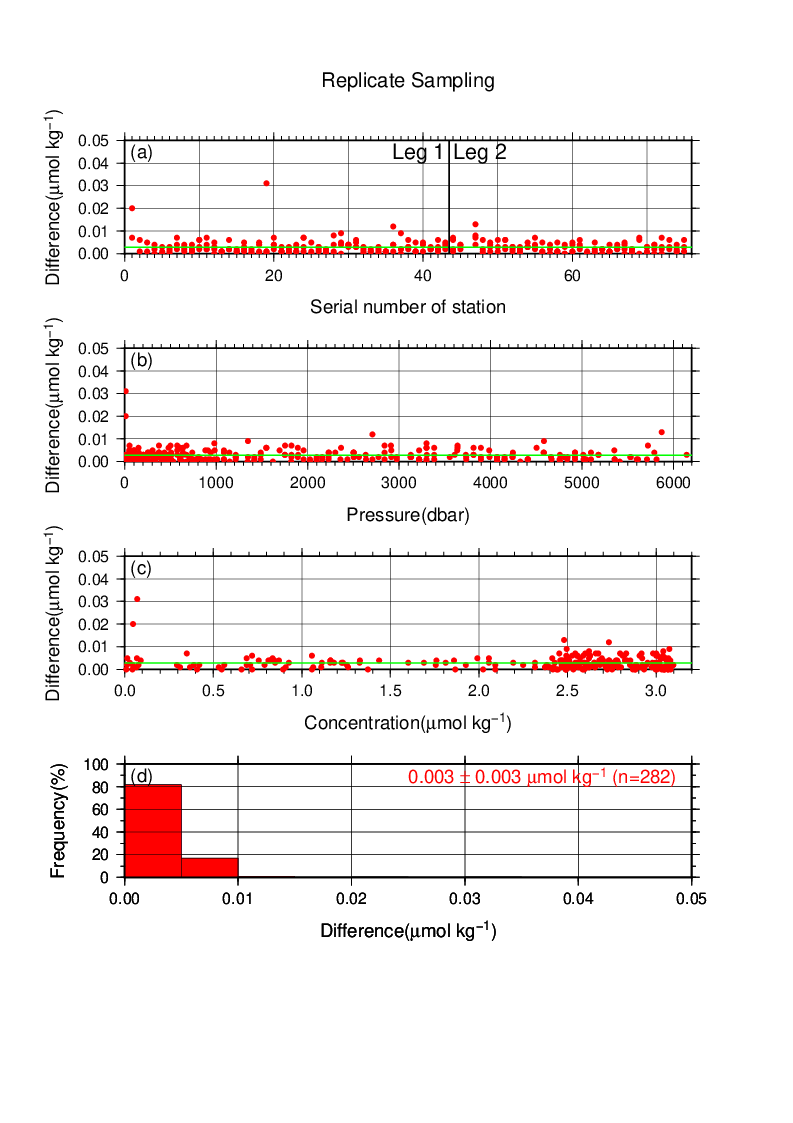 Replicate Sampling
Difference(μmol kg⁻¹)
0.05
0.04
0.03
0.02
0.01
0.00
(a)
Leg 1
Leg 2
0 20 40 60
Serial number of station
Difference(μmol kg⁻¹)
0.05
0.04
0.03
0.02
0.01
0.00
(b)
0 1000 2000 3000 4000 5000 6000
Pressure(dbar)
Difference(μmol kg⁻¹)
0.05
0.04
0.03
0.02
0.01
0.00
(c)
0.0 0.5 1.0 1.5 2.0 2.5 3.0
Concentration(μmol kg⁻¹)
Frequency(%)
100
80
60
40
20
0
(d)
0.003 ± 0.003 μmol kg⁻¹ (n=282)
0.00 0.01 0.02 0.03 0.04 0.05
Difference(μmol kg⁻¹)